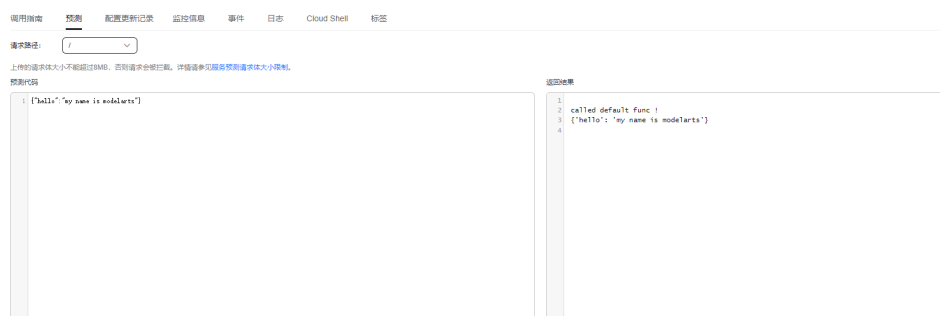 调用指南 预测 配置更新记录 监控信息 事件 日志 Cloud Shell 标签
请求路径： /
上传的请求体大小不能超过8MB，否则请求会被拦截。详情请参见服务预测请求体大小限制。
预测代码
1 {"hello":"my name is modelarts"}
返回结果
1
2 called default func !
3 {'hello': 'my name is modelarts'}
4